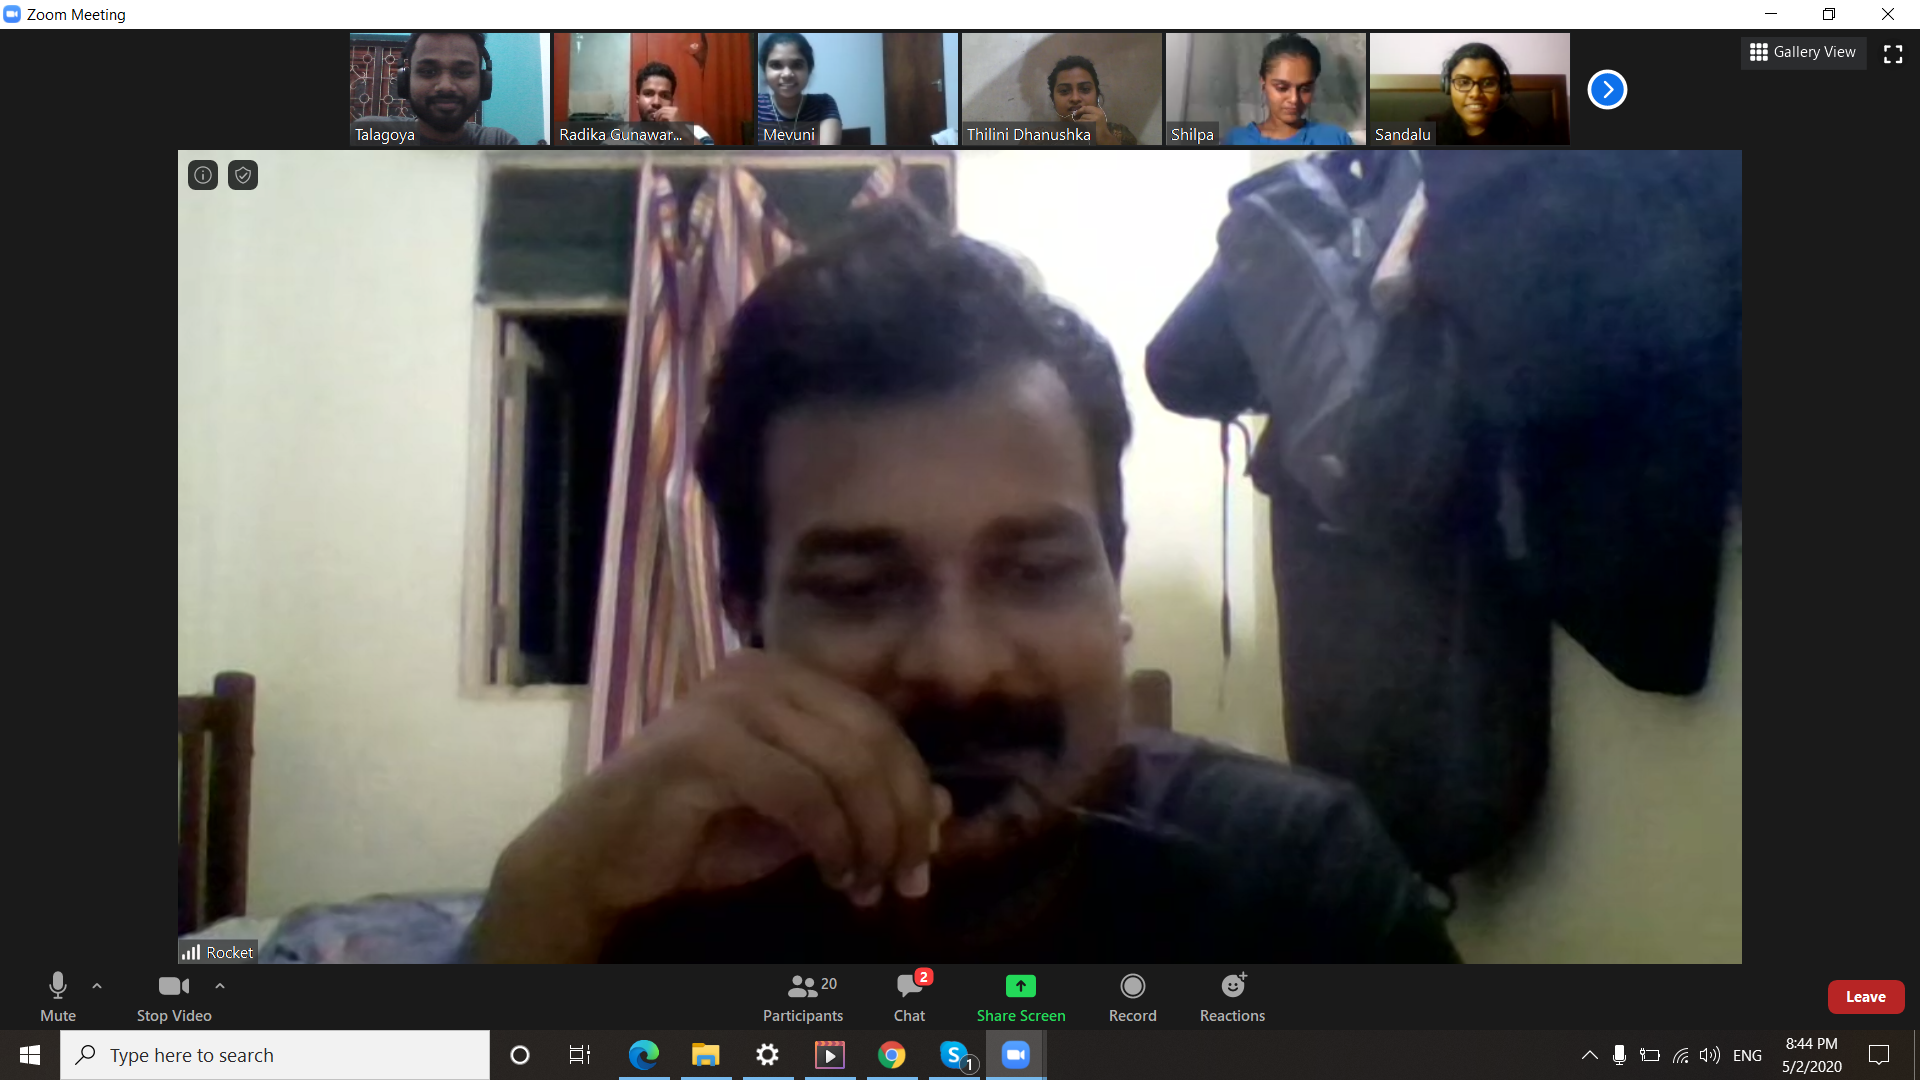 Zoom Meeting
Gallery View
Talagoya
Radika Gunawar...
Mevuni
Thilini Dhanushka
Shilpa
Sandalu
Rocket
Mute
Stop Video
20
Participants
2
Chat
Share Screen
Record
Reactions
Leave
Type here to search
S
1
ENG
8:44 PM
5/2/2020